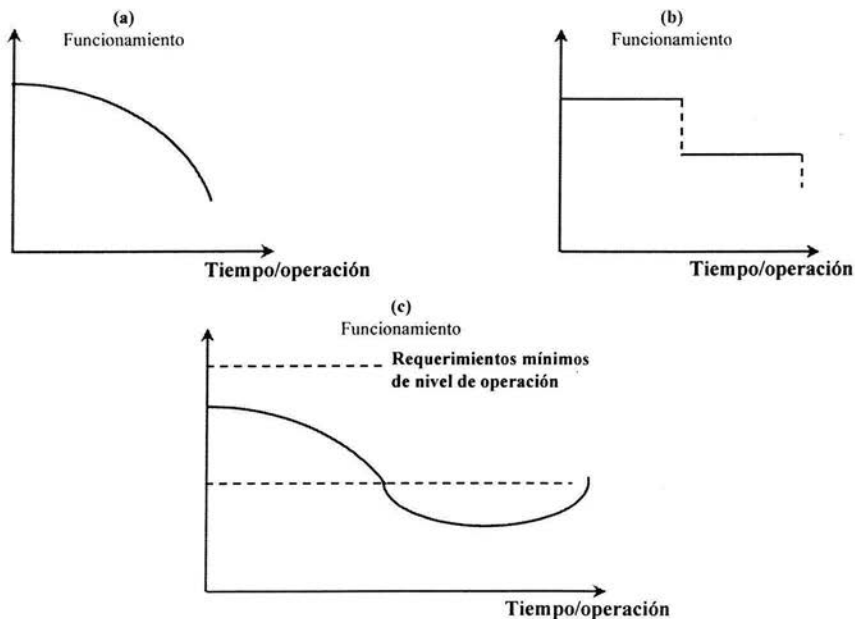 (a)
Funcionamiento
Tiempo/operación
(b)
Funcionamiento
Tiempo/operación
(c)
Funcionamiento
Requerimientos mínimos
de nivel de operación
Tiempo/operación